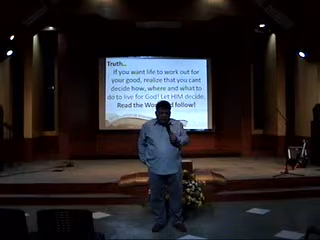 Truth...
If you want life to work out for
your good, realize that you cant
decide how, where and what to
do to live for God! Let HIM decide.
Read the Word and follow!